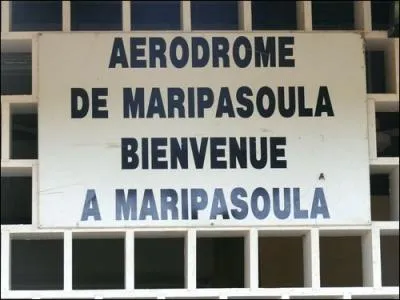 AERODROME
DE MARIPASOULA
BIENVENUE
A MARIPASOULA